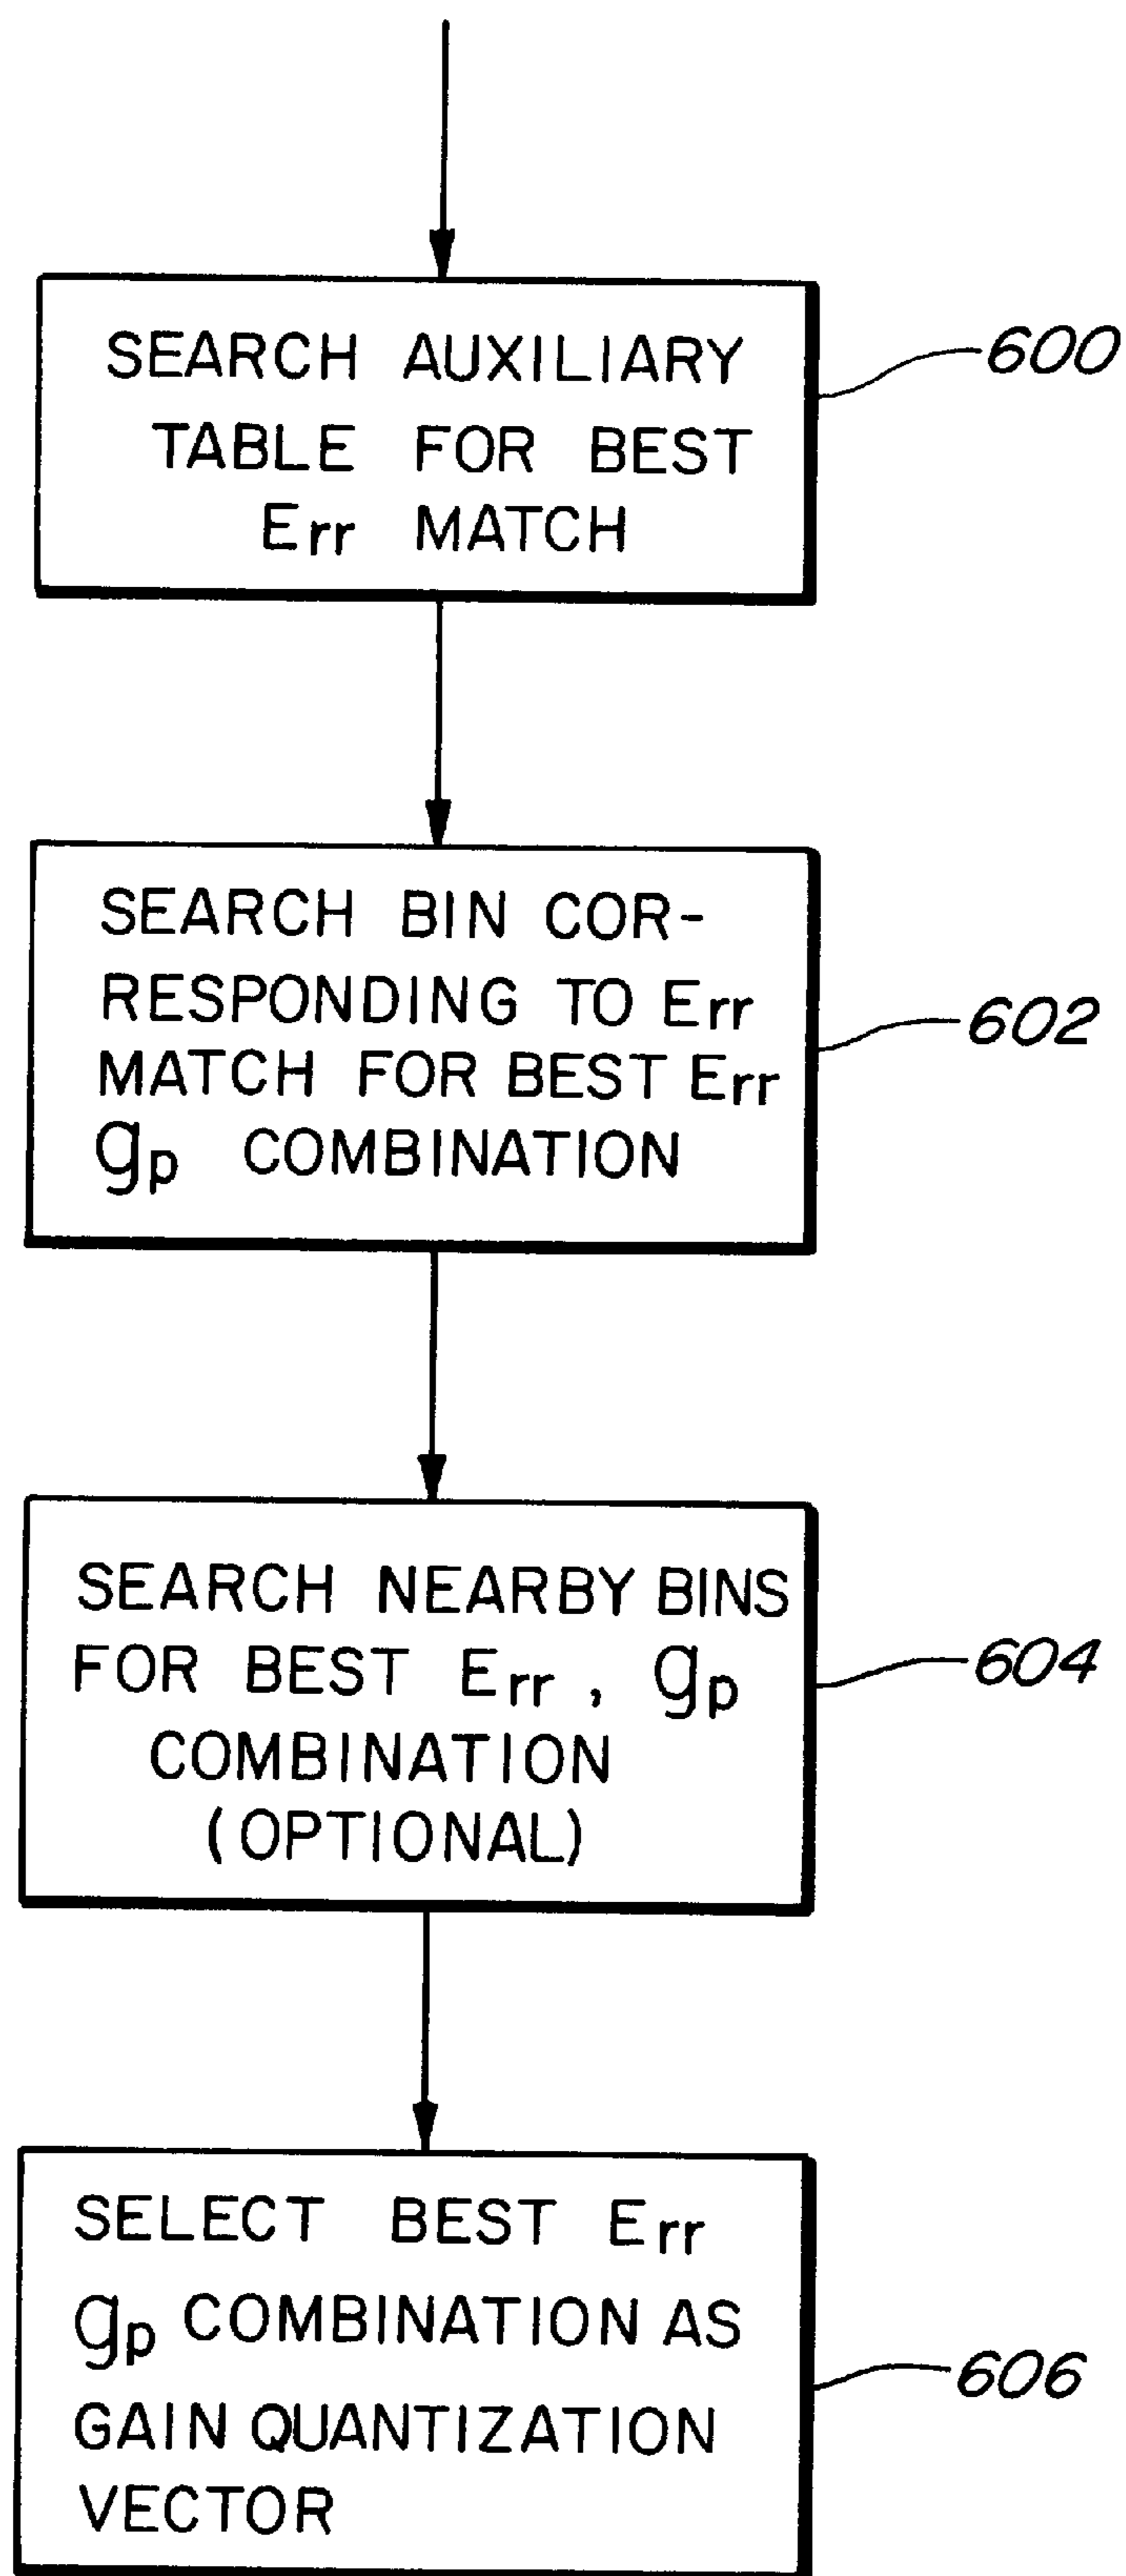 SEARCH AUXILIARY
TABLE FOR BEST
Err MATCH
600
SEARCH BIN COR-
RESPONDING TO Err
MATCH FOR BEST Err
gp COMBINATION
602
SEARCH NEARBY BINS
FOR BEST Err, gp
COMBINATION
(OPTIONAL)
604
SELECT BEST Err
gp COMBINATION AS
GAIN QUANTIZATION
VECTOR
606